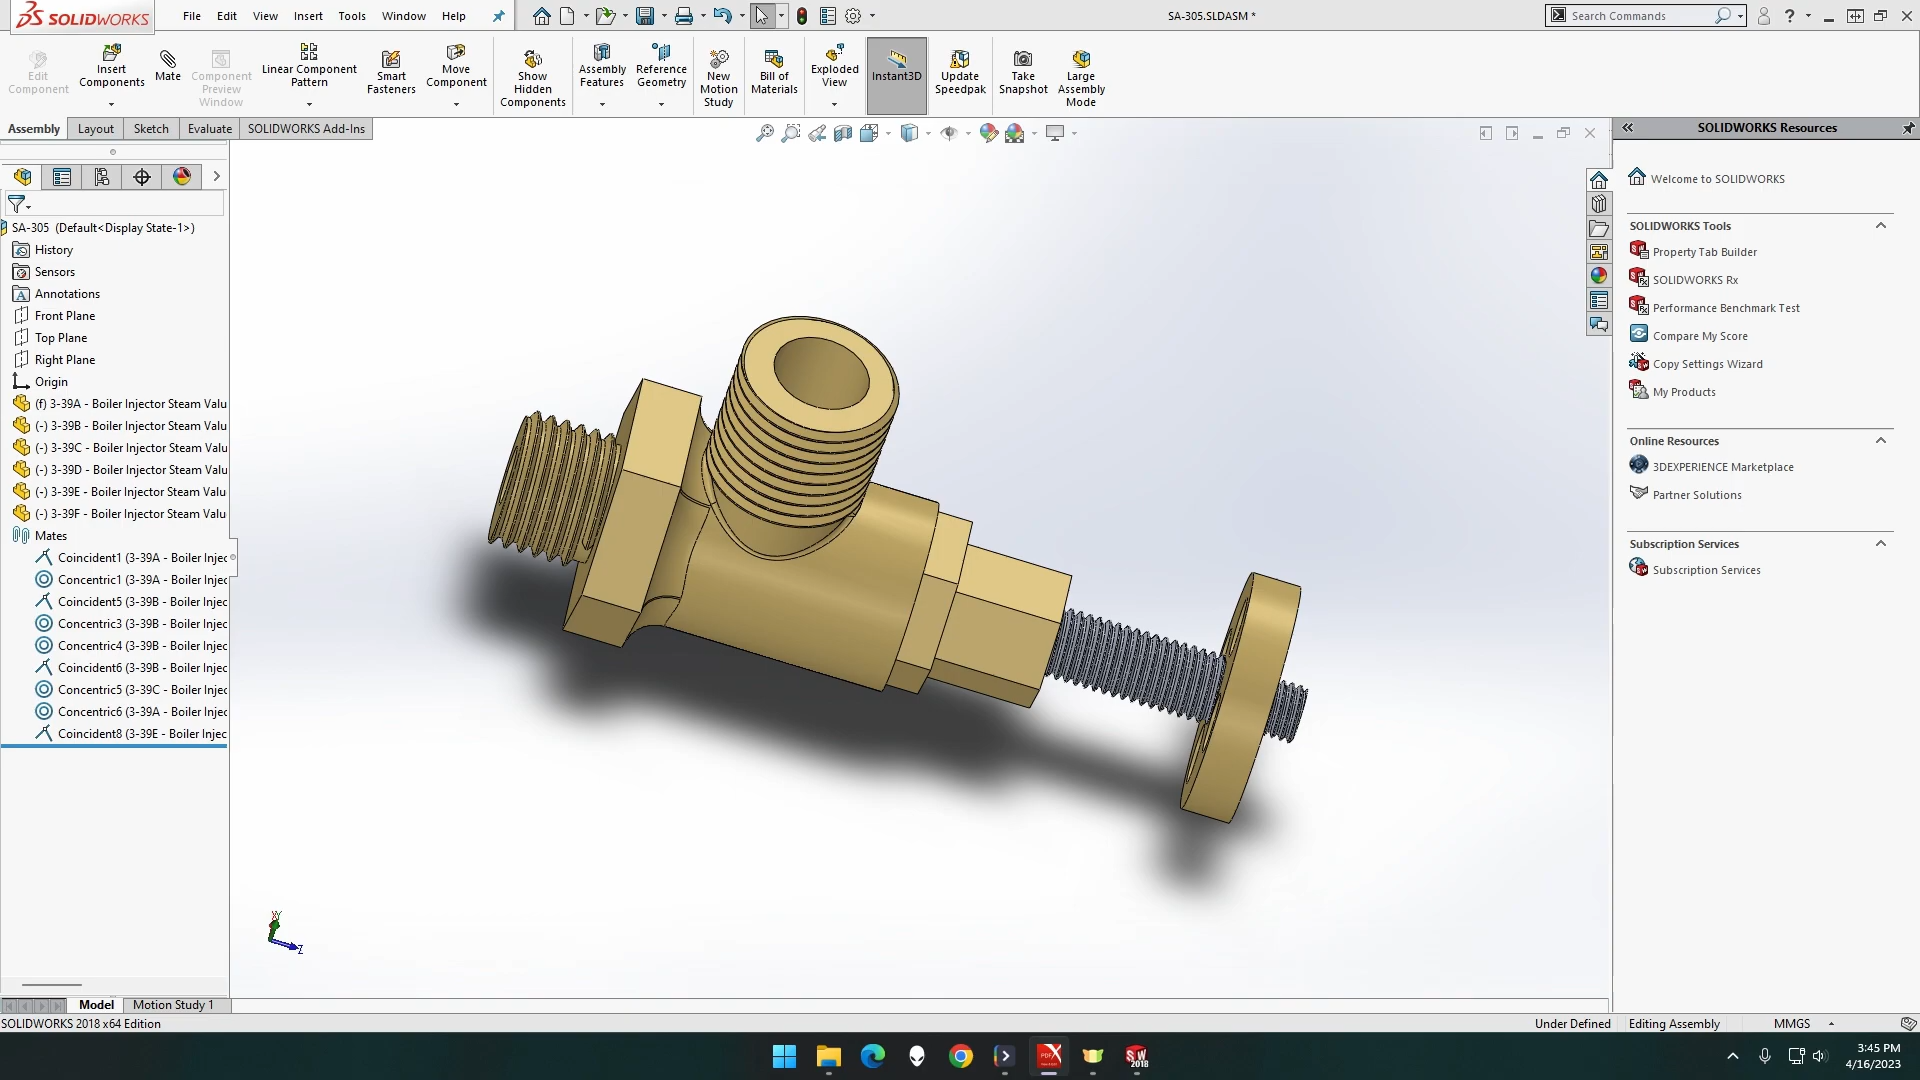 SOLIDWORKS
File Edit View Insert Tools Window Help
SA-305.SLDASM *
Search Commands
Edit Component
Insert Components
Mate
Component Preview Window
Linear Component Pattern
Smart Fasteners
Move Component
Show Hidden Components
Assembly Features
Reference Geometry
New Motion Study
Bill of Materials
Exploded View
Instant3D
Update Speedpak
Take Snapshot
Large Assembly Mode
Assembly Layout Sketch Evaluate SOLIDWORKS Add-Ins
SA-305 (Default<Display State-1>)
History
Sensors
Annotations
Front Plane
Top Plane
Right Plane
Origin
(f) 3-39A - Boiler Injector Steam Valu
(-) 3-39B - Boiler Injector Steam Valu
(-) 3-39C - Boiler Injector Steam Valu
(-) 3-39D - Boiler Injector Steam Valu
(-) 3-39E - Boiler Injector Steam Valu
(-) 3-39F - Boiler Injector Steam Valu
Mates
Coincident1 (3-39A - Boiler Injec
Concentric1 (3-39A - Boiler Injec
Coincident5 (3-39B - Boiler Injec
Concentric3 (3-39B - Boiler Injec
Concentric4 (3-39B - Boiler Injec
Coincident6 (3-39B - Boiler Injec
Concentric5 (3-39C - Boiler Injec
Concentric6 (3-39A - Boiler Injec
Coincident8 (3-39E - Boiler Injec
Z
SOLIDWORKS Resources
Welcome to SOLIDWORKS
SOLIDWORKS Tools
Property Tab Builder
SOLIDWORKS Rx
Performance Benchmark Test
Compare My Score
Copy Settings Wizard
My Products
Online Resources
3DEXPERIENCE Marketplace
Partner Solutions
Subscription Services
Subscription Services
Model Motion Study 1
SOLIDWORKS 2018 x64 Edition
Under Defined Editing Assembly MMGS
3:45 PM
4/16/2023